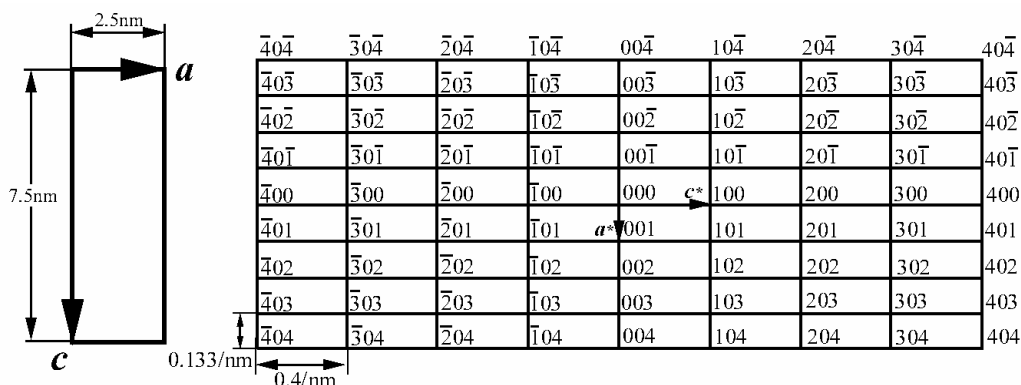 2.5nm
a
7.5nm
c
4̅04̅ 3̅04̅ 2̅04̅ 1̅04̅ 004̅ 104̅ 204̅ 304̅ 404̅
4̅03̅ 3̅03̅ 2̅03̅ 1̅03̅ 003̅ 103̅ 203̅ 303̅ 403̅
4̅02̅ 3̅02̅ 2̅02̅ 1̅02̅ 002̅ 102̅ 202̅ 302̅ 402̅
4̅01̅ 3̅01̅ 2̅01̅ 1̅01̅ 001̅ 101̅ 201̅ 301̅ 401̅
4̅00 3̅00 2̅00 1̅00 000 c* 100 200 300 400
4̅01 3̅01 2̅01 1̅01 a* 001 101 201 301 401
4̅02 3̅02 2̅02 1̅02 002 102 202 302 402
4̅03 3̅03 2̅03 1̅03 003 103 203 303 403
4̅04 3̅04 2̅04 1̅04 004 104 204 304 404
0.133/nm
0.4/nm